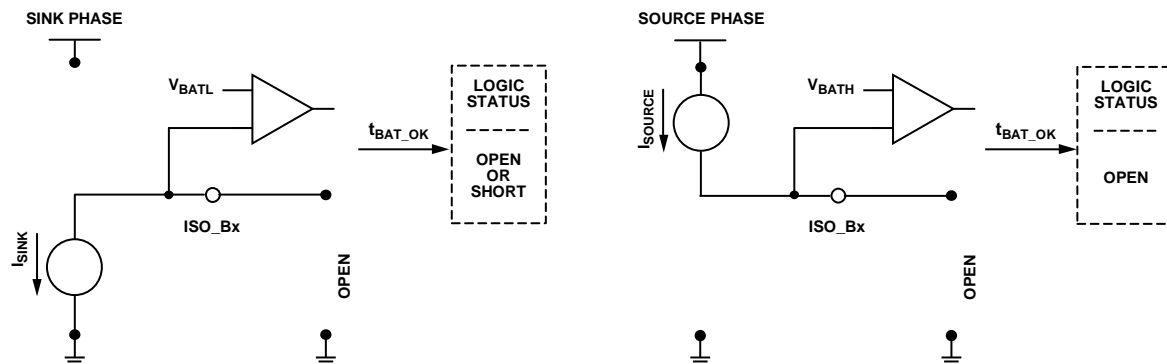 SINK PHASE
V_BATL
LOGIC
STATUS
t_BAT_OK
OPEN
OR
SHORT
ISO_Bx
I_SINK
OPEN
SOURCE PHASE
I_SOURCE
V_BATH
LOGIC
STATUS
t_BAT_OK
OPEN
ISO_Bx
OPEN